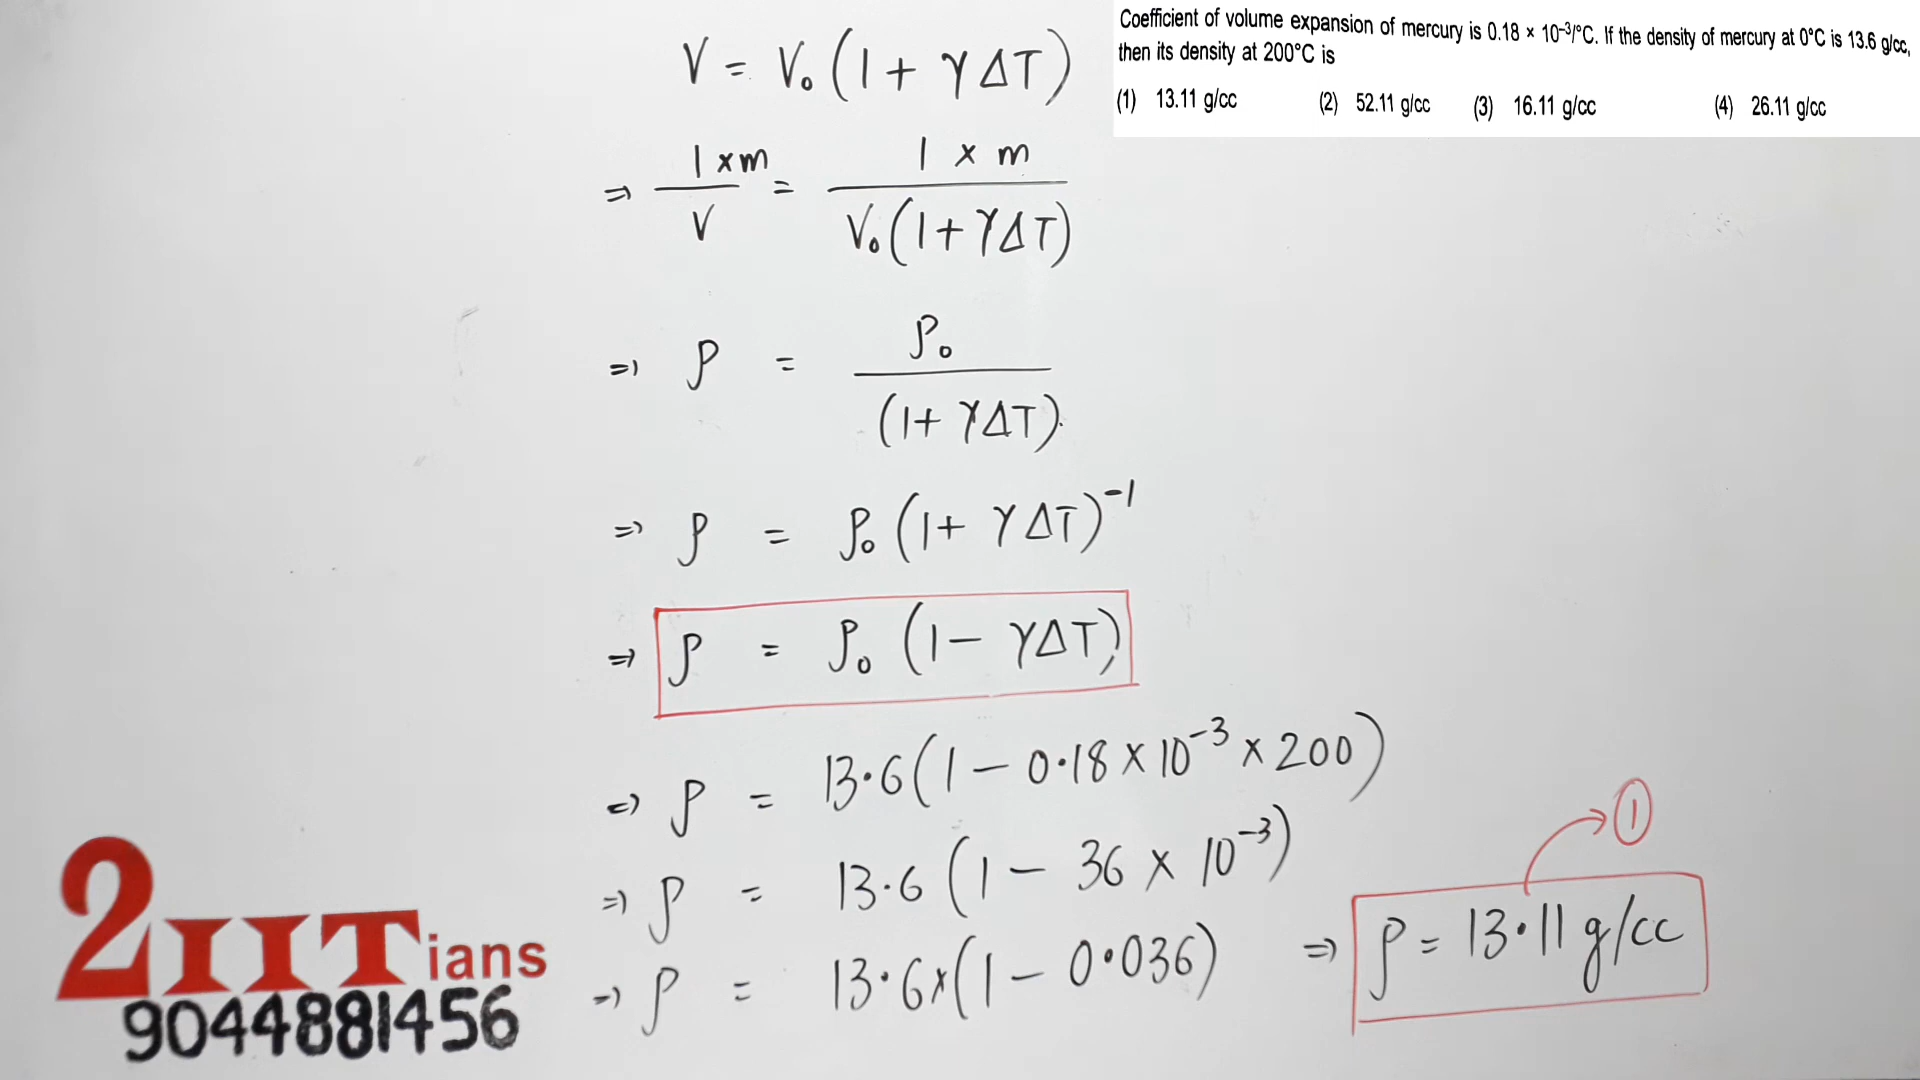 Coefficient of volume expansion of mercury is 0.18 × 10⁻³/°C. If the density of mercury at 0°C is 13.6 g/cc,
then its density at 200°C is
(1) 13.11 g/cc (2) 52.11 g/cc (3) 16.11 g/cc (4) 26.11 g/cc
V = V₀ (1 + γΔT)
⇒ 1 × m / V = 1 × m / V₀(1 + γΔT)
⇒ ρ = ρ₀ / (1 + γΔT)
⇒ ρ = ρ₀ (1 + γΔT)⁻¹
⇒ ρ = ρ₀ (1 − γΔT)
⇒ ρ = 13.6(1 − 0.18 × 10⁻³ × 200)
⇒ ρ = 13.6 (1 − 36 × 10⁻³)
⇒ ρ = 13.6×(1 − 0.036)
⇒ ρ = 13.11 g/cc → 1
2IITians
9044881456